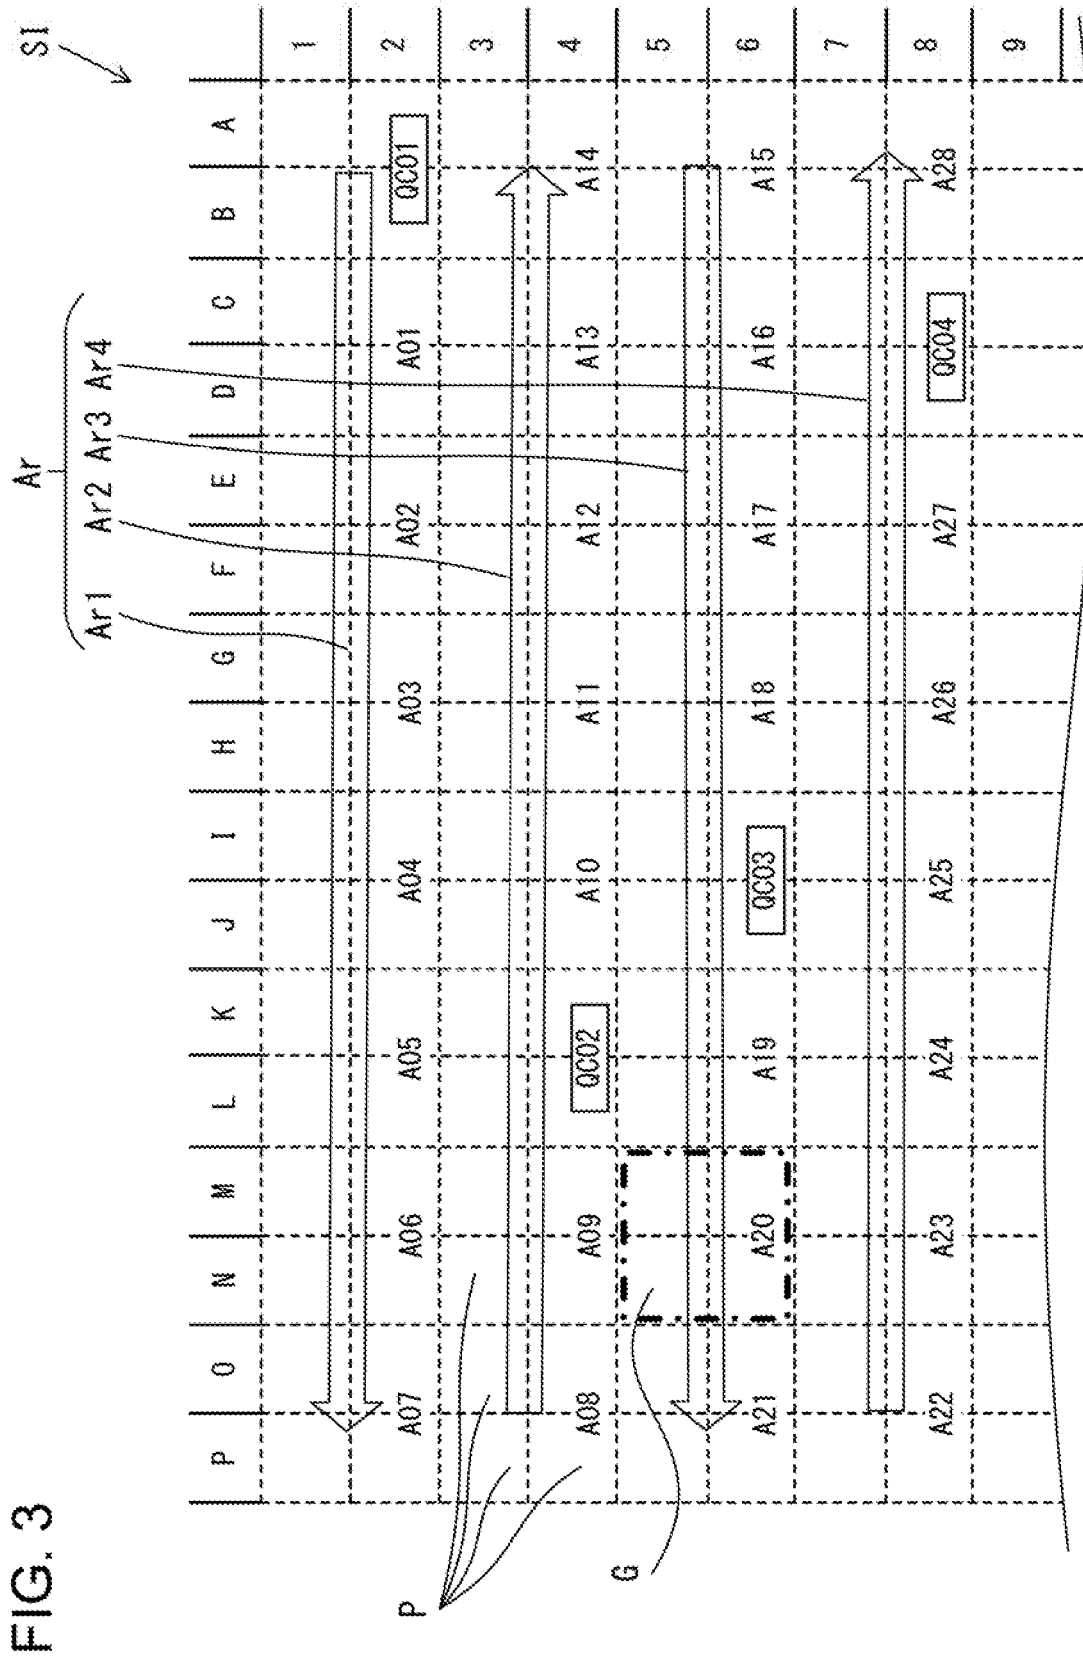 FIG. 3
Ar SI
Ar1 Ar2 Ar3 Ar4
P O N M L K J I H G F E D C B A
1
P A07 A06 A05 A04 A03 A02 A01 QC01 2
3
A08 A09 QC02 A10 A11 A12 A13 A14 4
G 5
A21 A20 A19 QC03 A18 A17 A16 A15 6
7
A22 A23 A24 A25 A26 A27 QC04 A28 8
9